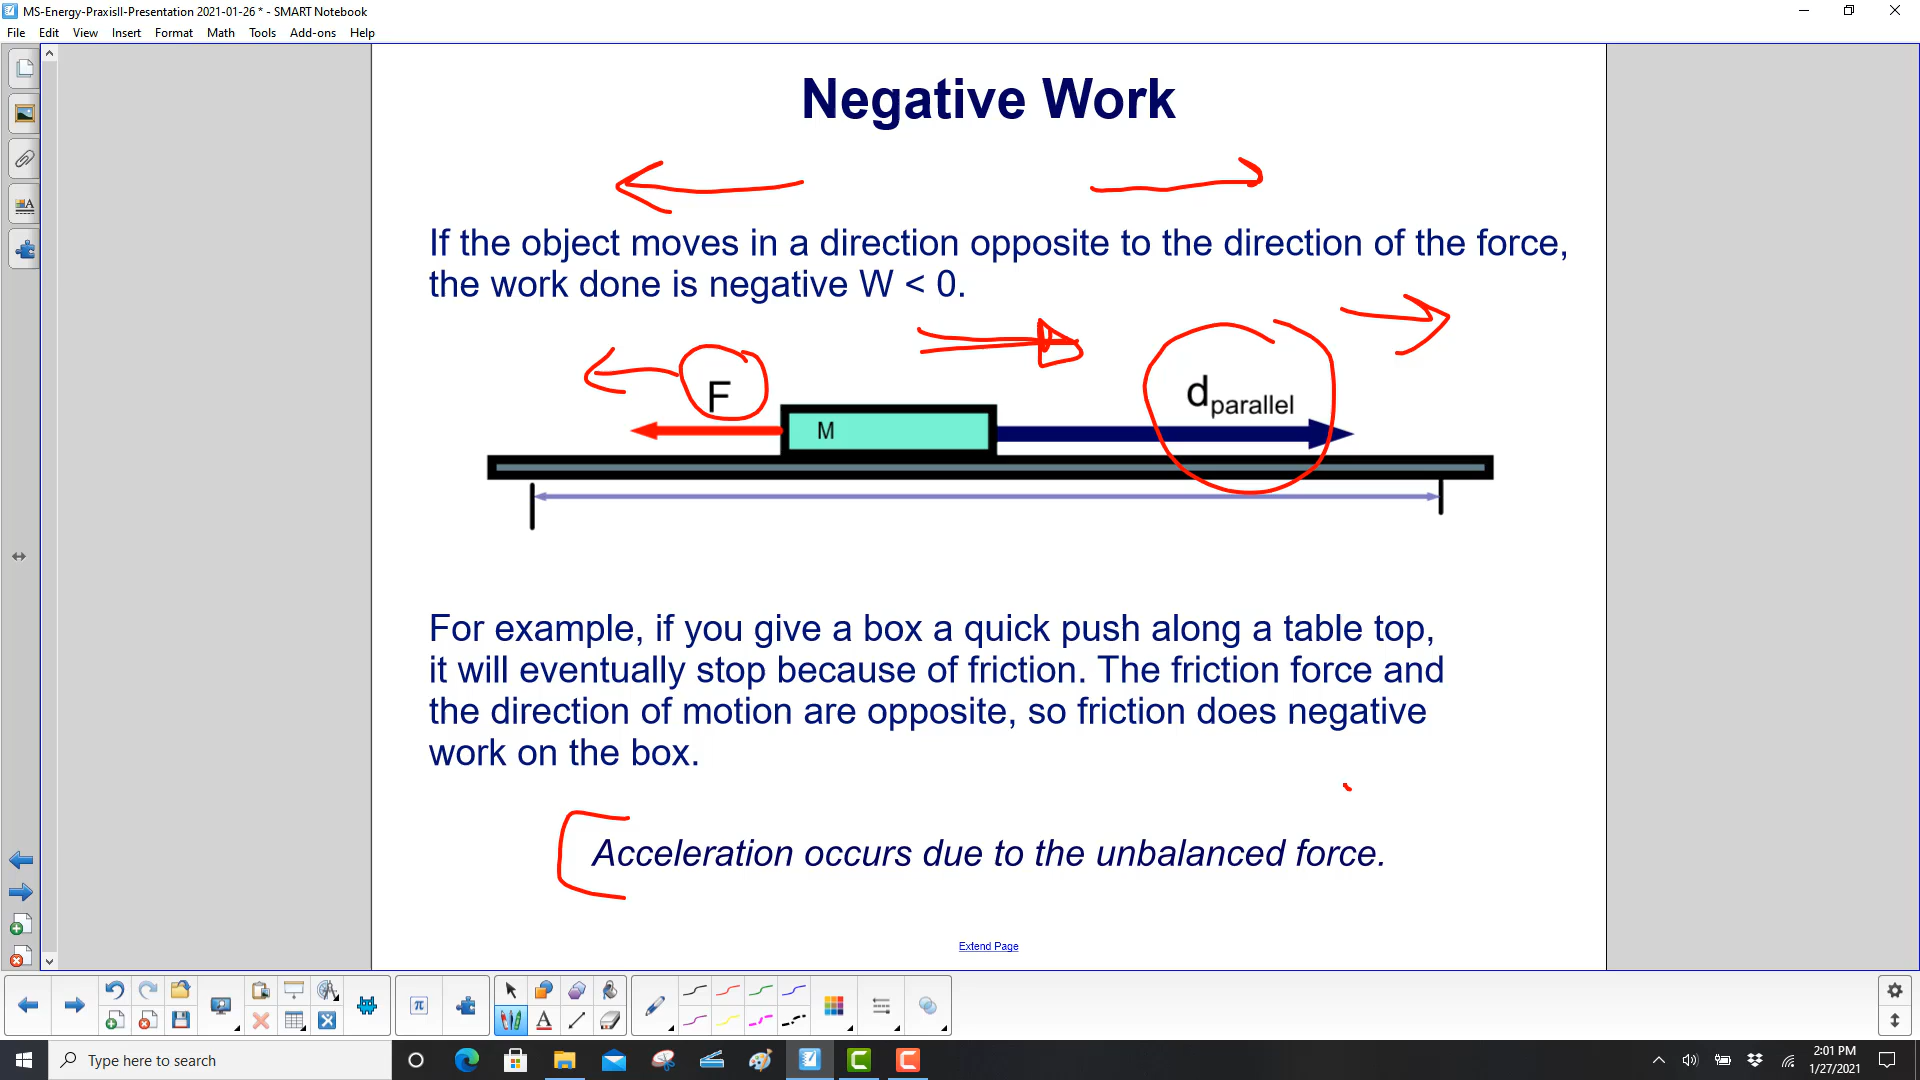 MS-Energy-PraxisII-Presentation 2021-01-26 * - SMART Notebook
File Edit View Insert Format Math Tools Add-ons Help
Negative Work
If the object moves in a direction opposite to the direction of the force,
the work done is negative W < 0.
F
d parallel
M
For example, if you give a box a quick push along a table top,
it will eventually stop because of friction. The friction force and
the direction of motion are opposite, so friction does negative
work on the box.
Acceleration occurs due to the unbalanced force.
Extend Page
π
A
Type here to search
2:01 PM
1/27/2021